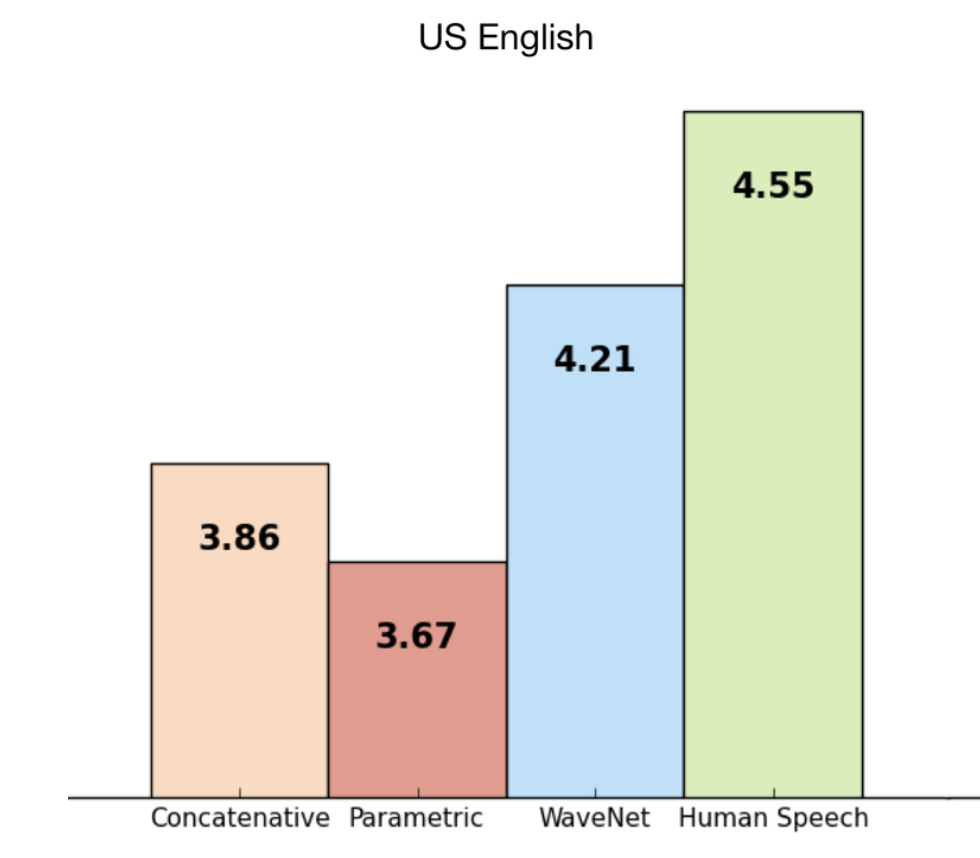 US English
4.55
4.21
3.86
3.67
Concatenative Parametric WaveNet Human Speech